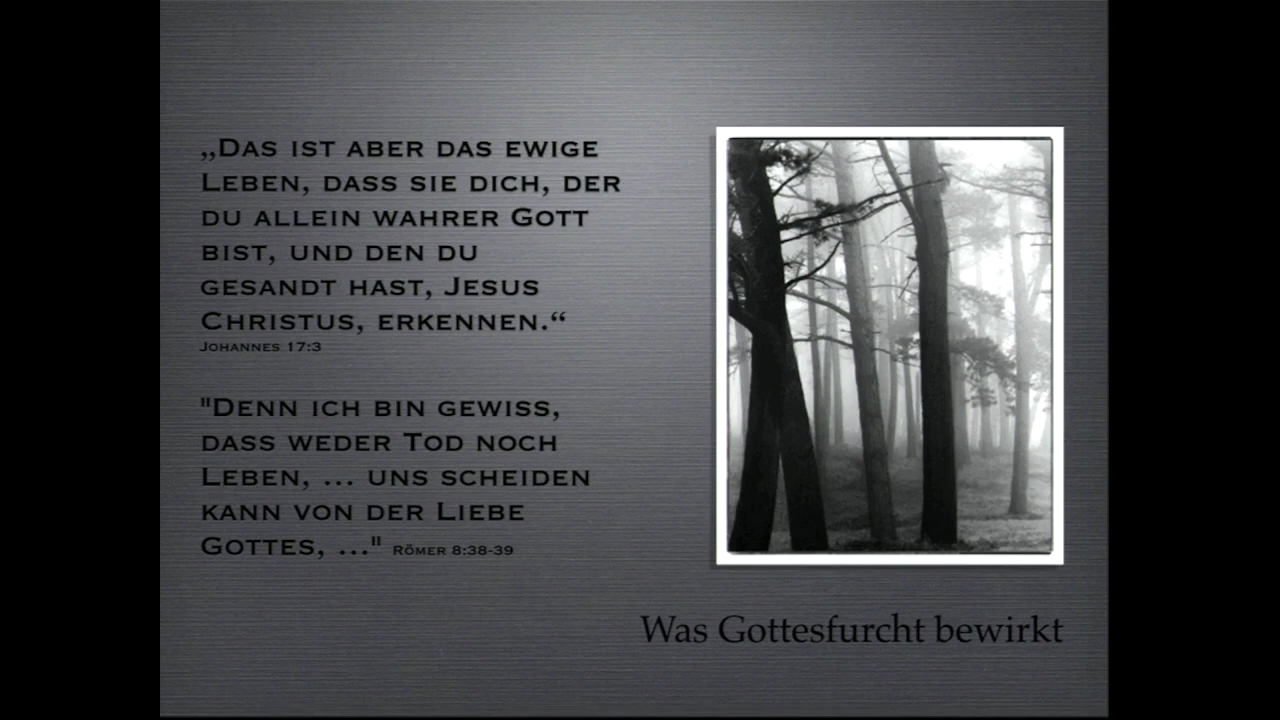 „Das ist aber das ewige
Leben, dass sie dich, der
du allein wahrer Gott
bist, und den du
gesandt hast, Jesus
Christus, erkennen.“
Johannes 17:3
"Denn ich bin gewiss,
dass weder Tod noch
Leben, ... uns scheiden
kann von der Liebe
Gottes, ..." Römer 8:38-39
Was Gottesfurcht bewirkt